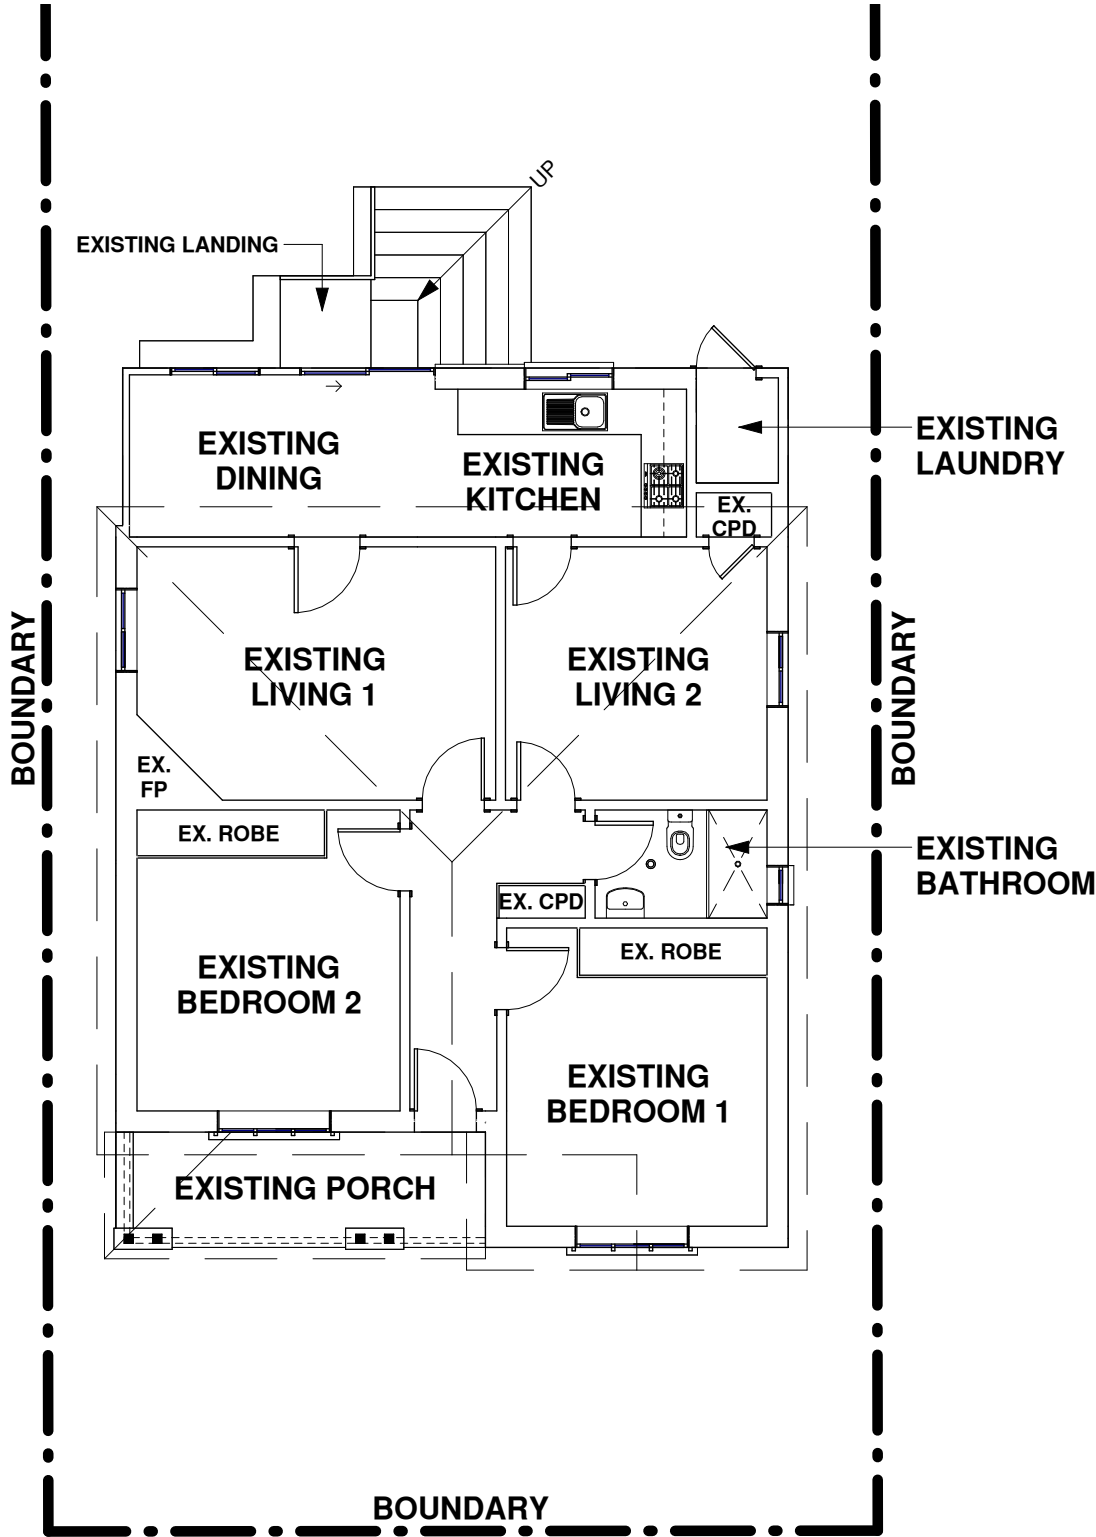 UP
EXISTING LANDING
EXISTING
DINING
EXISTING
KITCHEN
EXISTING
LAUNDRY
EX.
CPD
BOUNDARY
EXISTING
LIVING 1
EXISTING
LIVING 2
BOUNDARY
EX.
FP
EX. ROBE
EXISTING
BATHROOM
EX. CPD
EX. ROBE
EXISTING
BEDROOM 2
EXISTING
BEDROOM 1
EXISTING PORCH
BOUNDARY